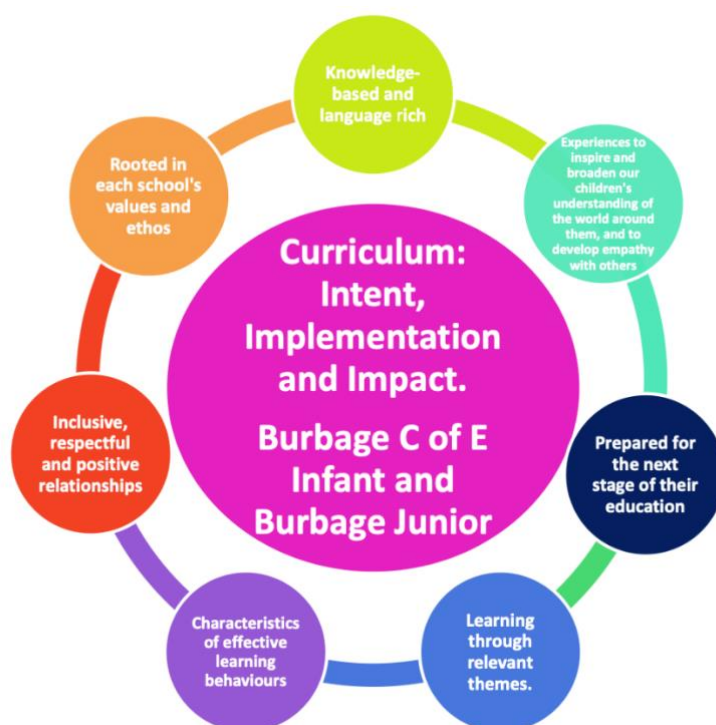 Knowledge-
based and
language rich
Experiences to
inspire and
broaden our
children's
understanding of
the world around
them, and to
develop empathy
with others
Prepared for
the next
stage of their
education
Learning
through
relevant
themes.
Characteristics
of effective
learning
behaviours
Inclusive,
respectful
and positive
relationships
Rooted in
each school's
values and
ethos
Curriculum:
Intent,
Implementation
and Impact.
Burbage C of E
Infant and
Burbage Junior